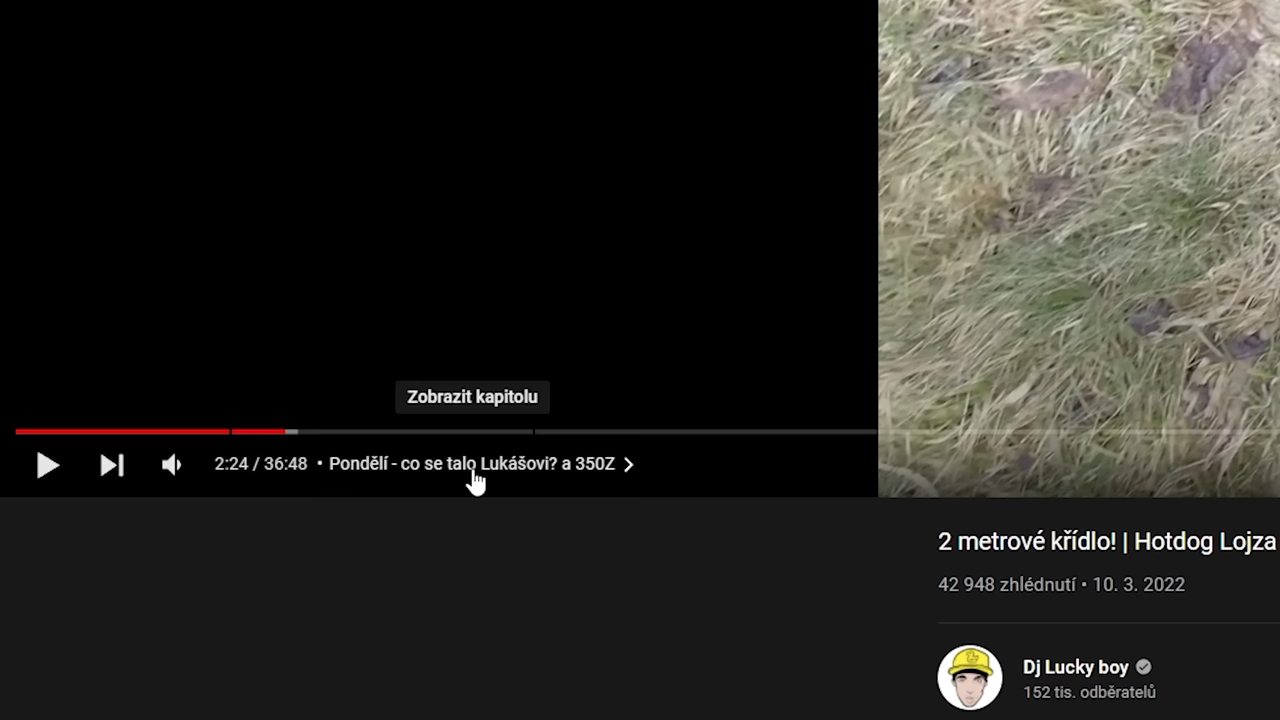 Zobrazit kapitolu
2:24 / 36:48 • Pondělí - co se talo Lukášovi? a 350Z
2 metrové křídlo! | Hotdog Lojza
42 948 zhlédnutí • 10. 3. 2022
Dj Lucky boy
152 tis. odběratelů